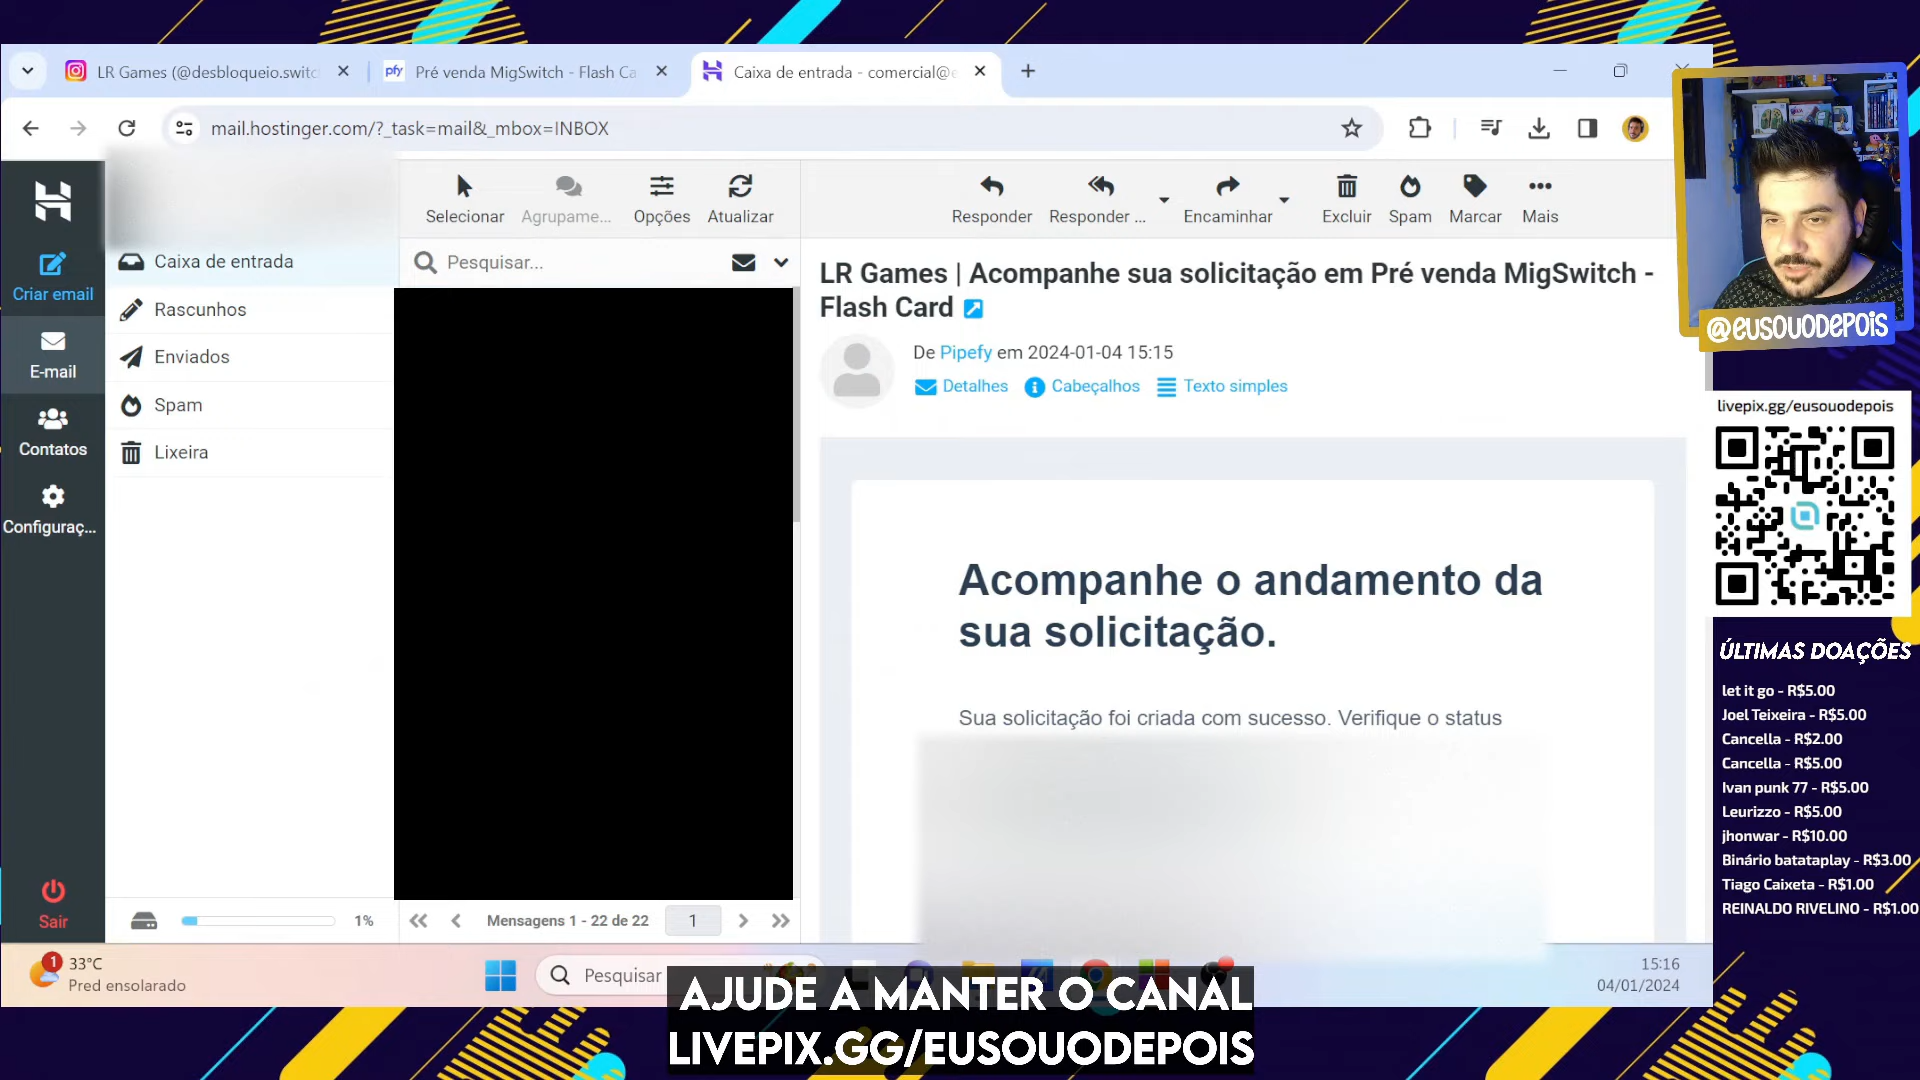 LR Games (@desbloqueio.switc
pfy
Pré venda MigSwitch - Flash Ca
Caixa de entrada - comercial@e
mail.hostinger.com/?_task=mail&_mbox=INBOX
Criar email
E-mail
Contatos
Configuraç...
Sair
Caixa de entrada
Rascunhos
Enviados
Spam
Lixeira
1%
Selecionar
Agrupame...
Opções
Atualizar
Pesquisar...
Mensagens 1 - 22 de 22
1
Responder
Responder ...
Encaminhar
Excluir
Spam
Marcar
Mais
LR Games | Acompanhe sua solicitação em Pré venda MigSwitch -
Flash Card
De Pipefy em 2024-01-04 15:15
Detalhes
Cabeçalhos
Texto simples
Acompanhe o andamento da
sua solicitação.
Sua solicitação foi criada com sucesso. Verifique o status
@EUSOUODEPOIS
livepix.gg/eusouodepois
ÚLTIMAS DOAÇÕES
let it go - R$5.00
Joel Teixeira - R$5.00
Cancella - R$2.00
Cancella - R$5.00
Ivan punk 77 - R$5.00
Leurizzo - R$5.00
jhonwar - R$10.00
Binário batataplay - R$3.00
Tiago Caixeta - R$1.00
REINALDO RIVELINO - R$1.00
1
33°C
Pred ensolarado
Pesquisar
15:16
04/01/2024
AJUDE A MANTER O CANAL
LIVEPIX.GG/EUSOUODEPOIS